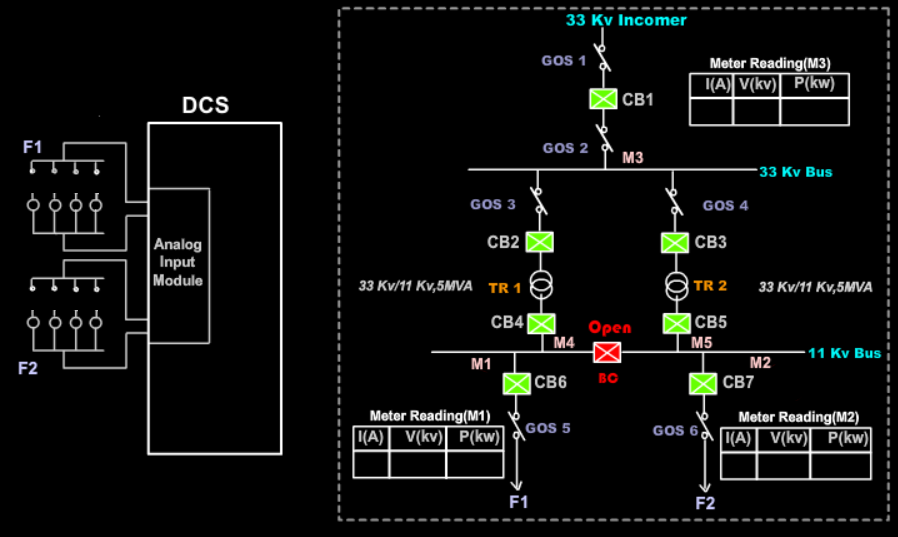 33 Kv Incomer
GOS 1
Meter Reading(M3)
I(A) V(kv) P(kw)
CB1
DCS
GOS 2
F1
M3
33 Kv Bus
GOS 3
GOS 4
CB2
CB3
Analog
Input
Module
33 Kv/11 Kv,5MVA
TR 1
TR 2
33 Kv/11 Kv,5MVA
CB4
Open
CB5
M4
M5
11 Kv Bus
M1
M2
F2
BC
CB6
CB7
Meter Reading(M1)
I(A) V(kv) P(kw)
GOS 5
GOS 6
Meter Reading(M2)
I(A) V(kv) P(kw)
F1
F2